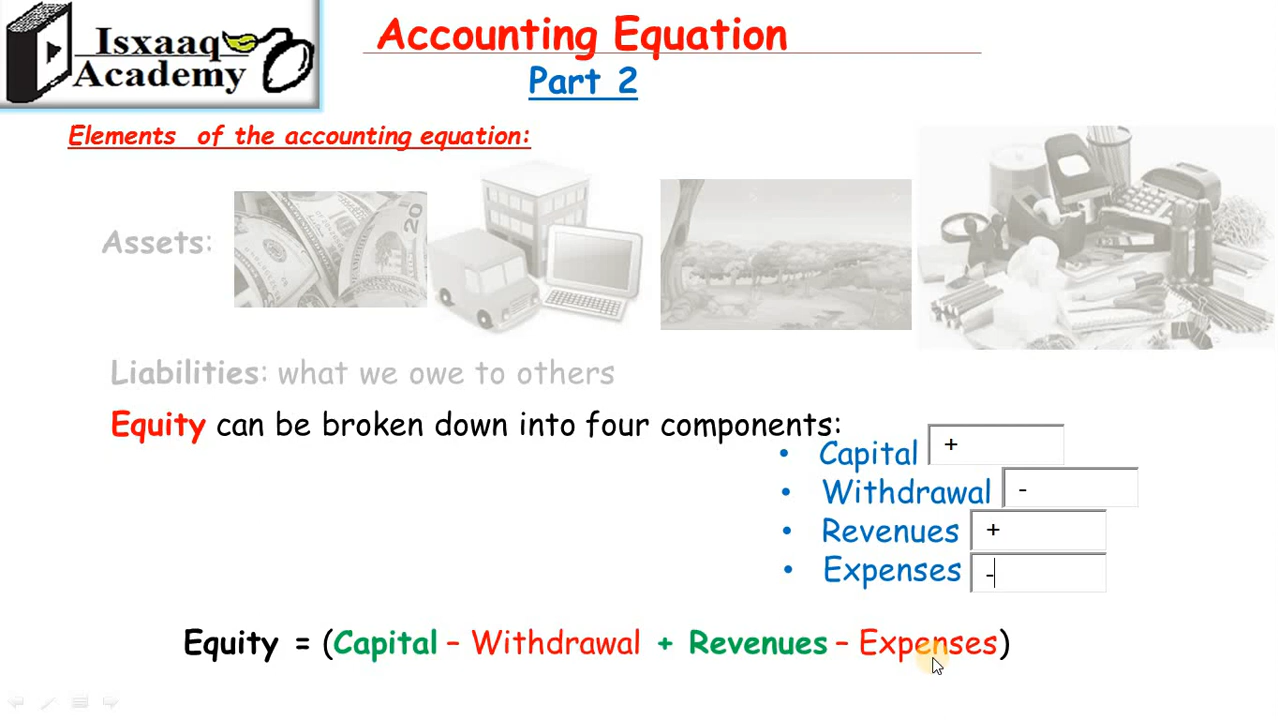 Isxaaq
Academy
Accounting Equation
Part 2
Elements of the accounting equation:
Assets:
Liabilities: what we owe to others
Equity can be broken down into four components:
• Capital +
• Withdrawal -
• Revenues +
• Expenses -
Equity = (Capital – Withdrawal + Revenues – Expenses)